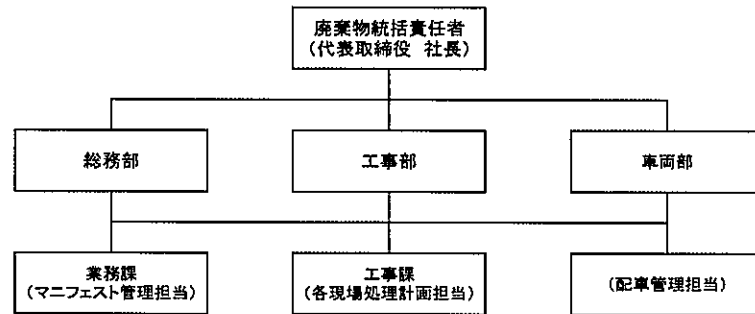 廃棄物統括責任者
(代表取締役 社長)
総務部
工事部
車両部
業務課
(マニフェスト管理担当)
工事課
(各現場処理計画担当)
(配車管理担当)